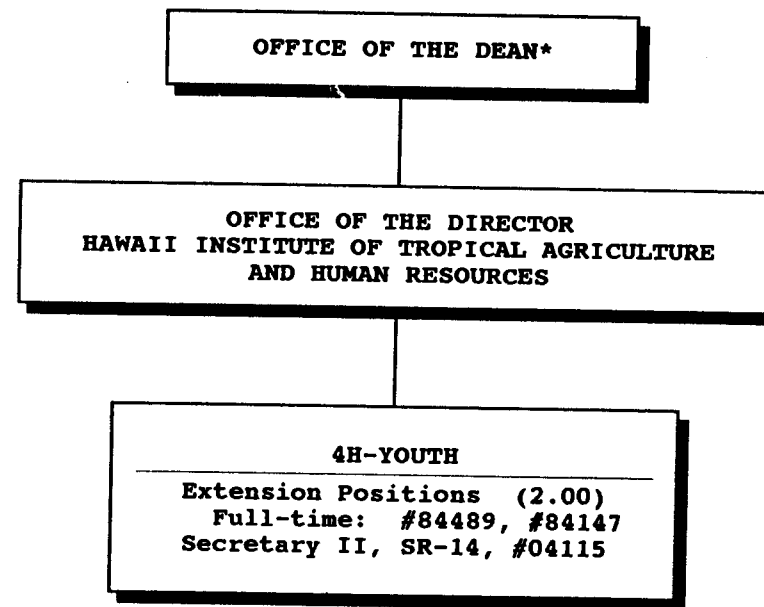 OFFICE OF THE DEAN*
OFFICE OF THE DIRECTOR
HAWAII INSTITUTE OF TROPICAL AGRICULTURE
AND HUMAN RESOURCES
4H-YOUTH
Extension Positions (2.00)
Full-time: #84489, #84147
Secretary II, SR-14, #04115